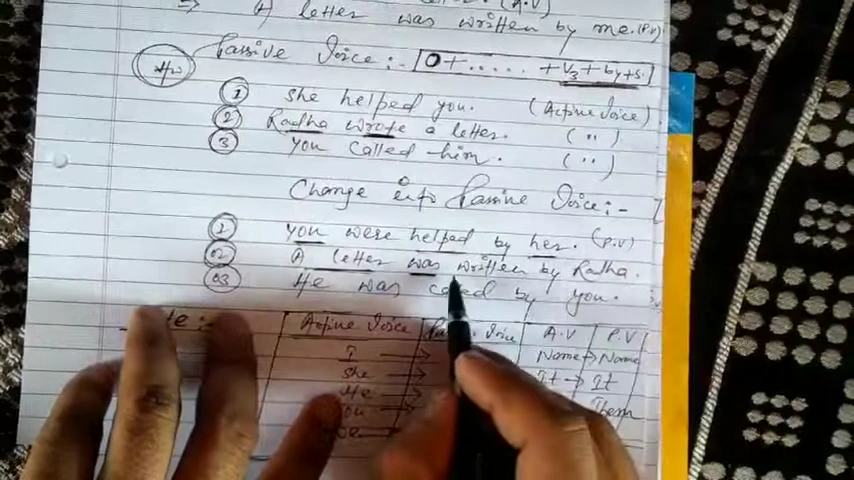 ⇒ A) letter was written by me. (P.V)
H/W Passive Voice :- O+ ...... + V3 + by + s.
① She helped you. (Active Voice)
② Radha wrote a letter. ( " )
③ You called him. ( " )
Change into Passive Voice :-
① You were helped by her. (P.V)
02 A letter was written by Radha.
03 He was called by you.
Active Voice | Voice | A.V | P.V
I → | Name → Name
She → | It → It
He → | Them